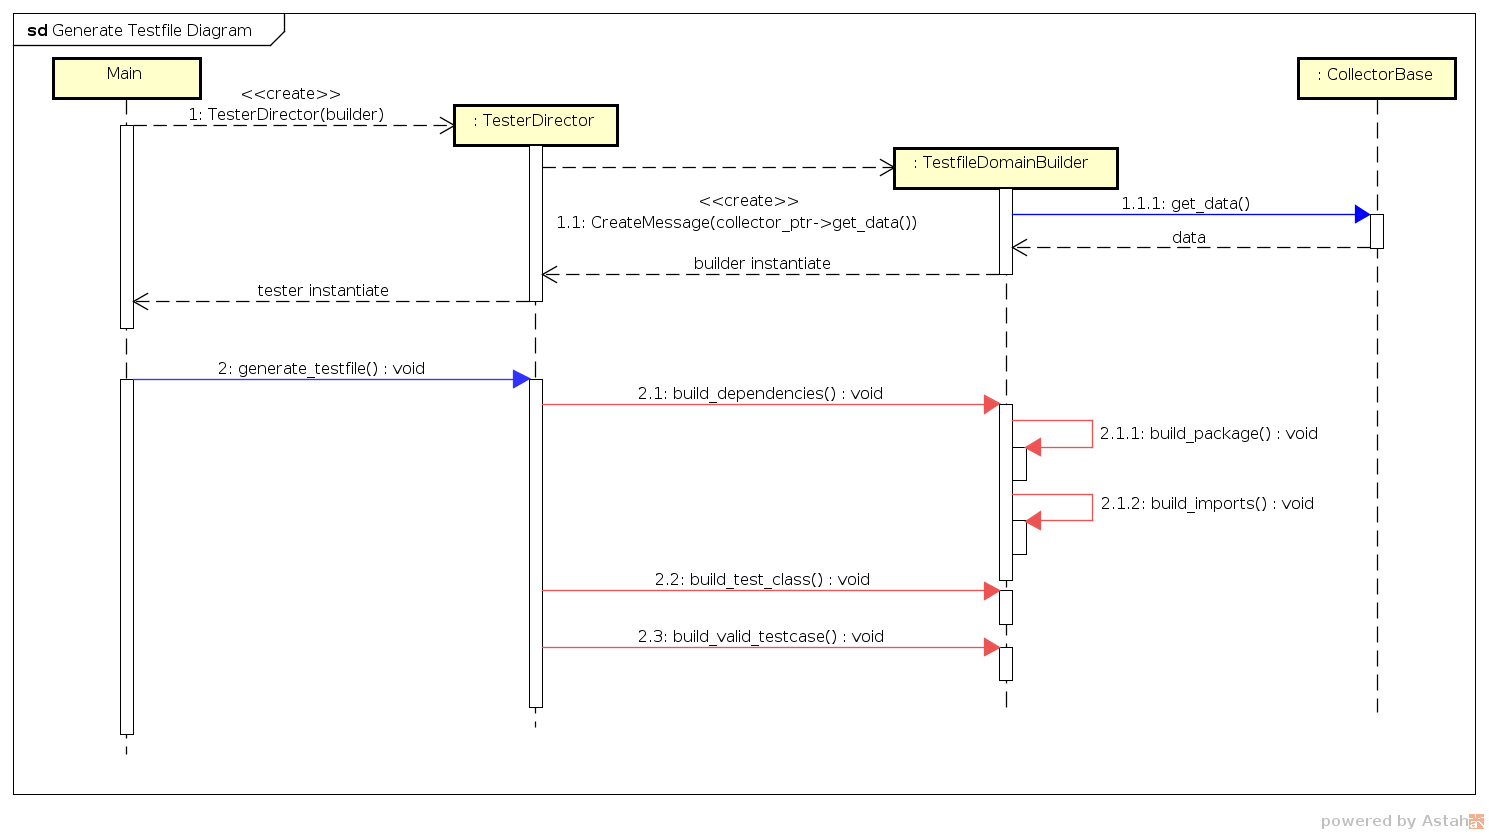 sd Generate Testfile Diagram
Main
: CollectorBase
<<create>>
1: TesterDirector(builder)
: TesterDirector
: TestfileDomainBuilder
<<create>>
1.1: CreateMessage(collector_ptr->get_data())
1.1.1: get_data()
data
builder instantiate
tester instantiate
2: generate_testfile() : void
2.1: build_dependencies() : void
2.1.1: build_package() : void
2.1.2: build_imports() : void
2.2: build_test_class() : void
2.3: build_valid_testcase() : void
powered by Astah